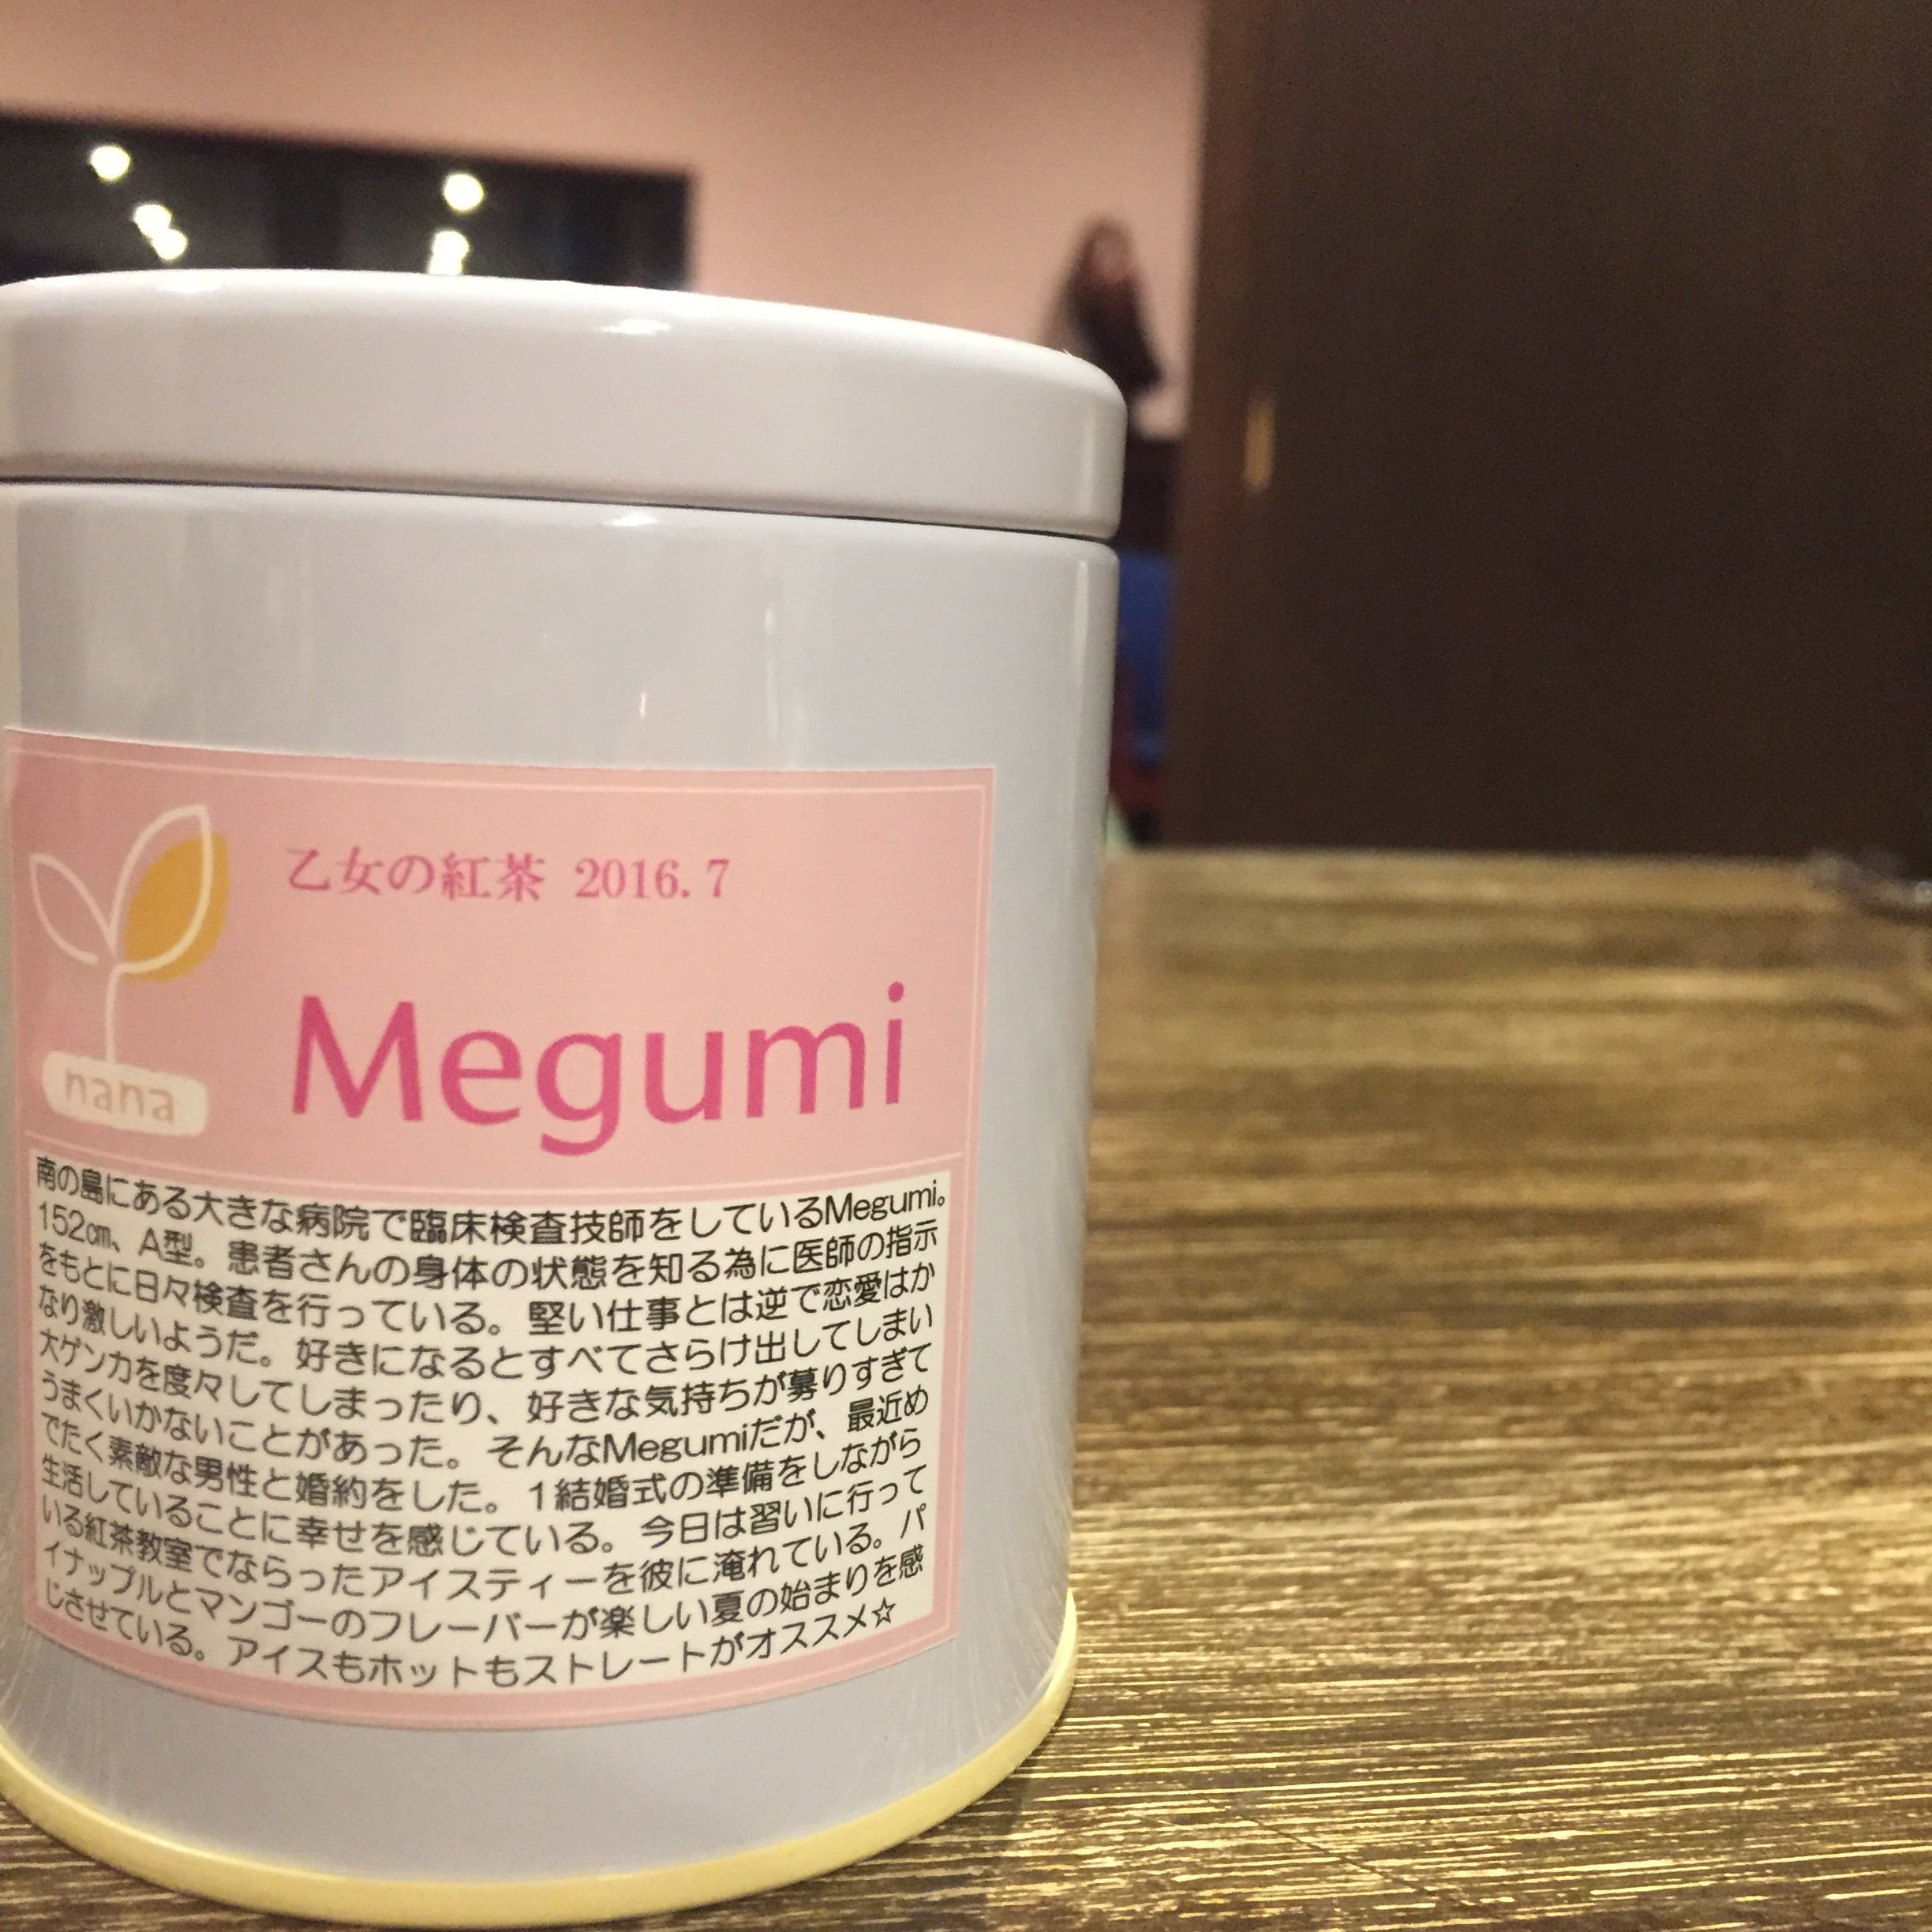 乙女の紅茶 2016.7
Megumi
nana
南の島にある大きな病院で臨床検査技師をしているMegumi。
152㎝、A型。患者さんの身体の状態を知る為に医師の指示
をもとに日々検査を行っている。堅い仕事とは逆で恋愛はか
なり激しいようだ。好きになるとすべてさらけ出してしまい
大ゲンカを度々してしまったり、好きな気持ちが募りすぎて
うまくいかないことがあった。そんなMegumiだが、最近め
でたく素敵な男性と婚約をした。1結婚式の準備をしながら
生活していることに幸せを感じている。今日は習いに行って
いる紅茶教室でならったアイスティーを彼に淹れている。パ
イナップルとマンゴーのフレーバーが楽しい夏の始まりを感
じさせている。アイスもホットもストレートがオススメ☆